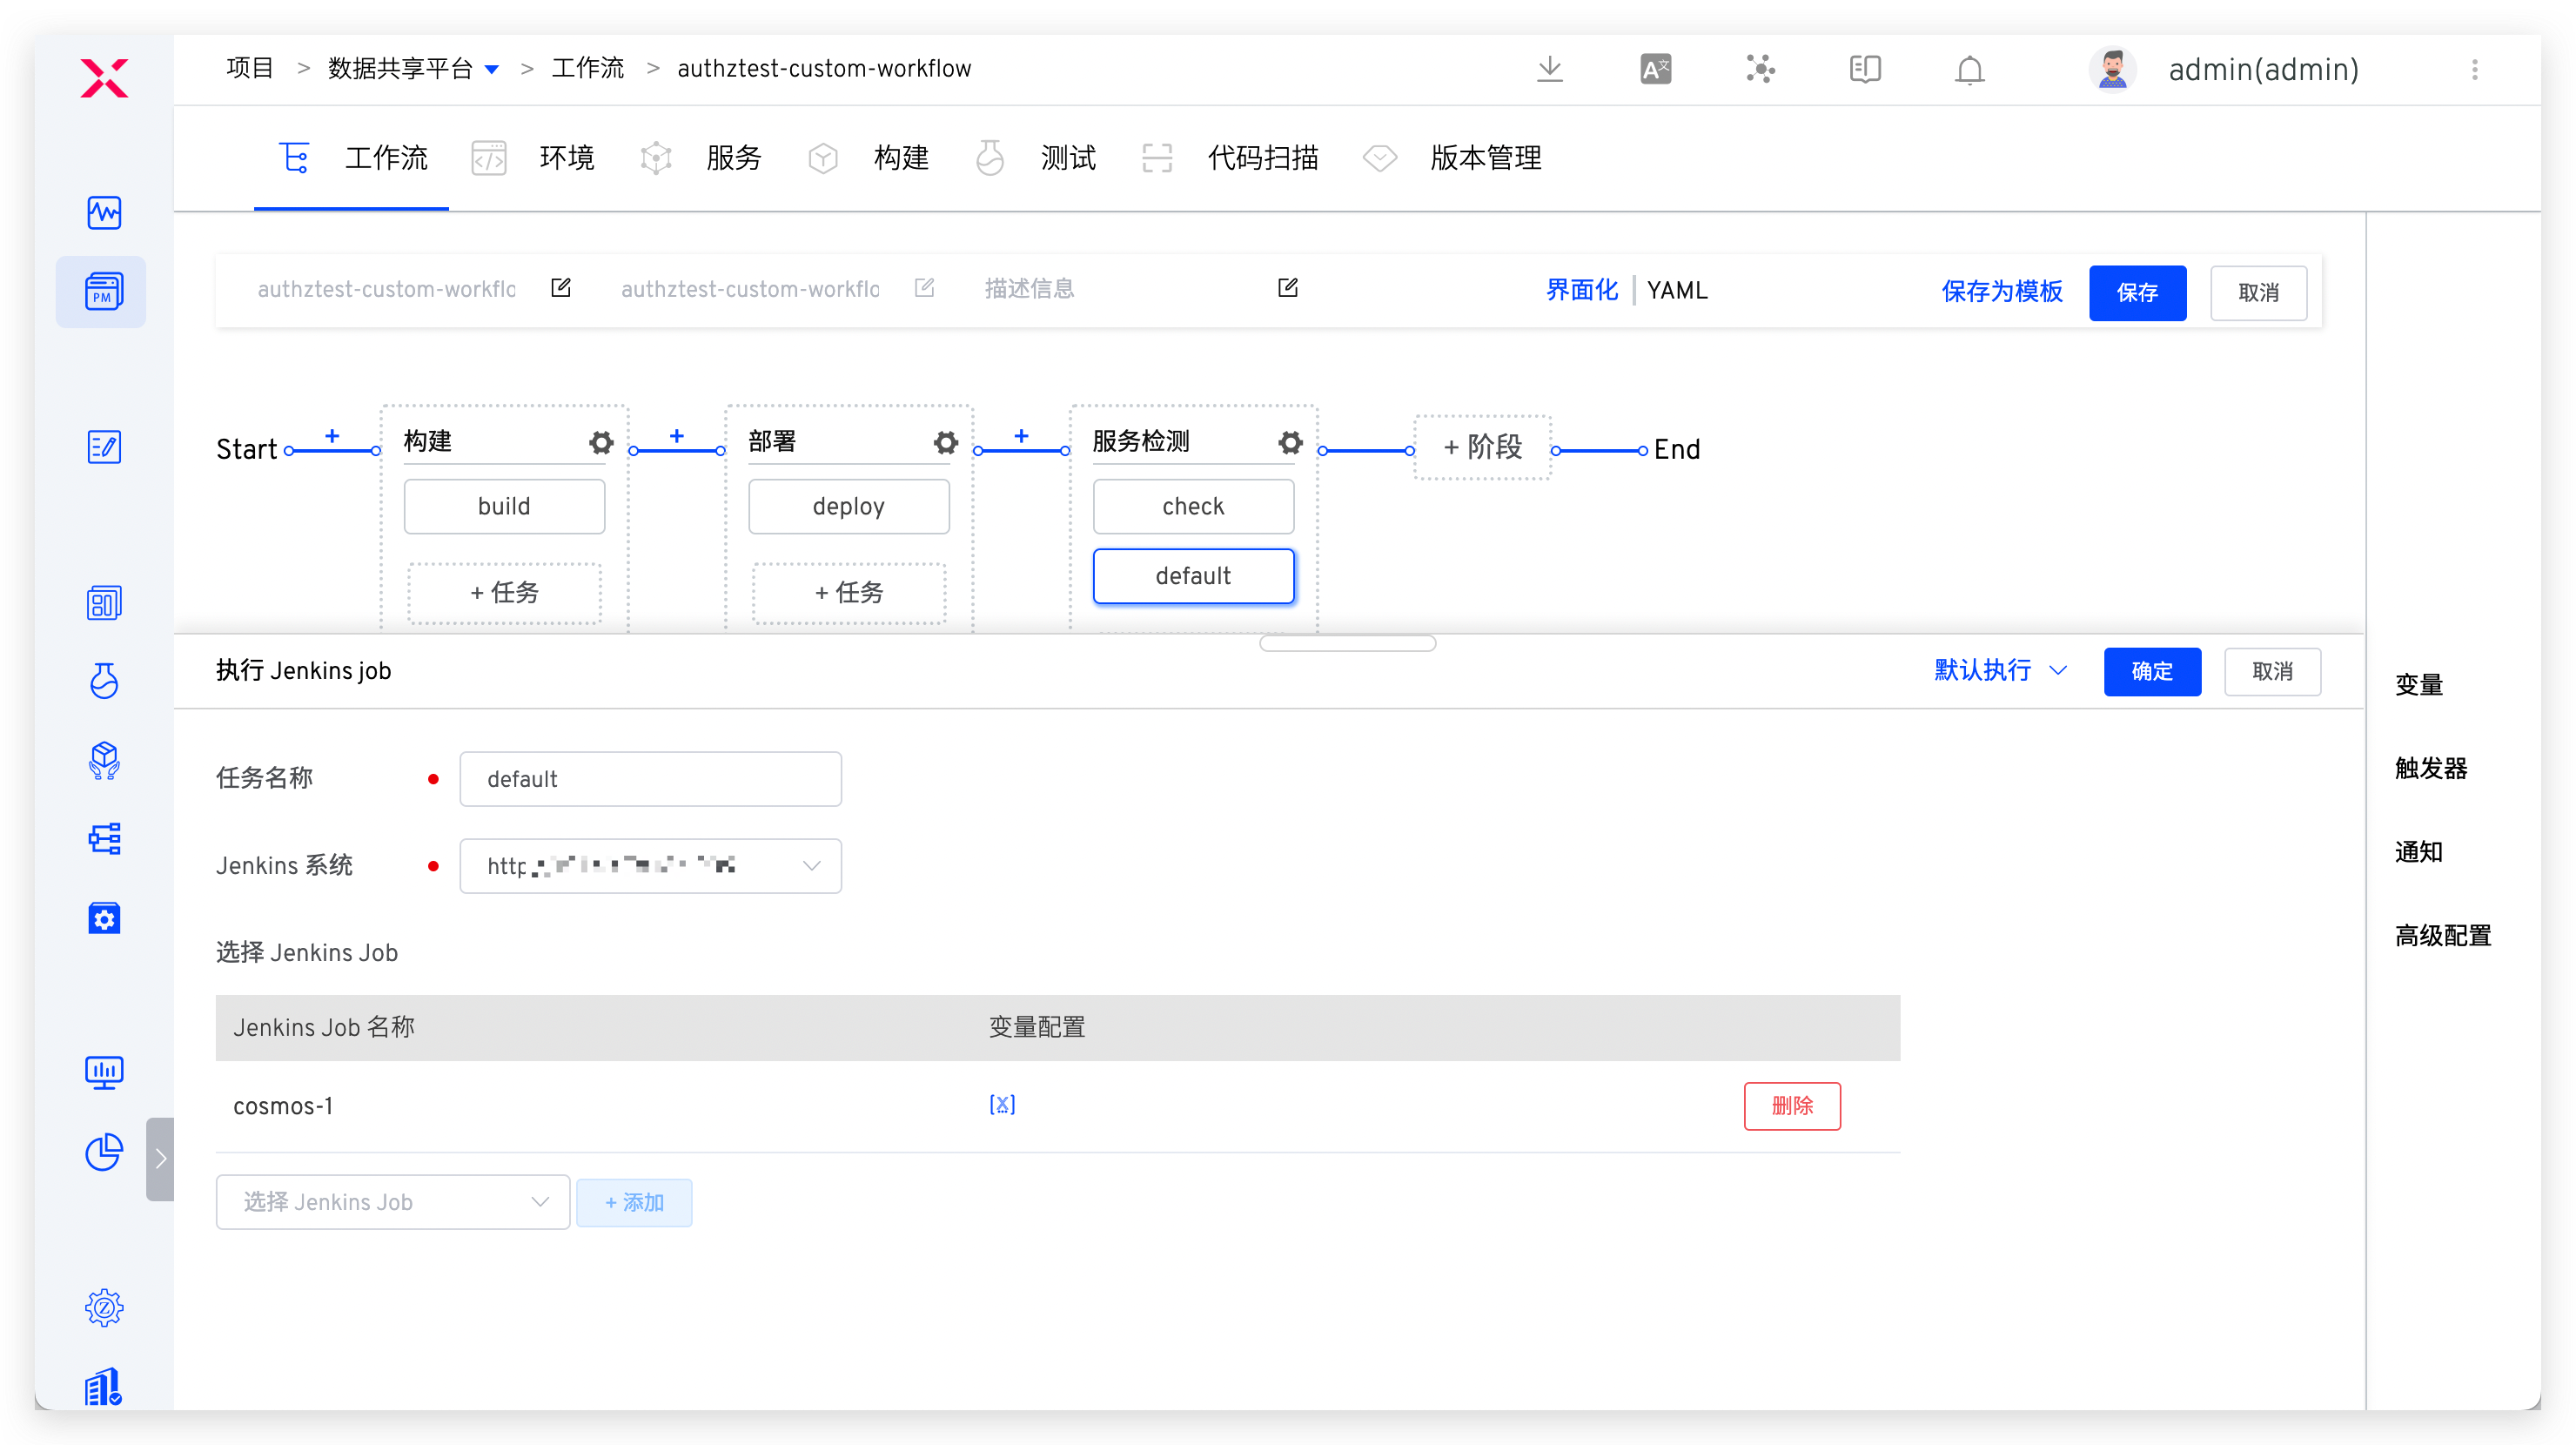 项目 > 数据共享平台 > 工作流 > authztest-custom-workflow
admin(admin)
PM
工作流 环境 服务 构建 测试 代码扫描 版本管理
authztest-custom-workflo authztest-custom-workflo 描述信息 界面化 | YAML 保存为模板 保存 取消
Start + 构建 + 部署 + 服务检测 + 阶段 End
build deploy check
default
+ 任务 + 任务
执行 Jenkins job 默认执行 确定 取消
变量
触发器
通知
高级配置
任务名称 default
Jenkins 系统 http
选择 Jenkins Job
Jenkins Job 名称 变量配置
cosmos-1 [X] 删除
选择 Jenkins Job + 添加